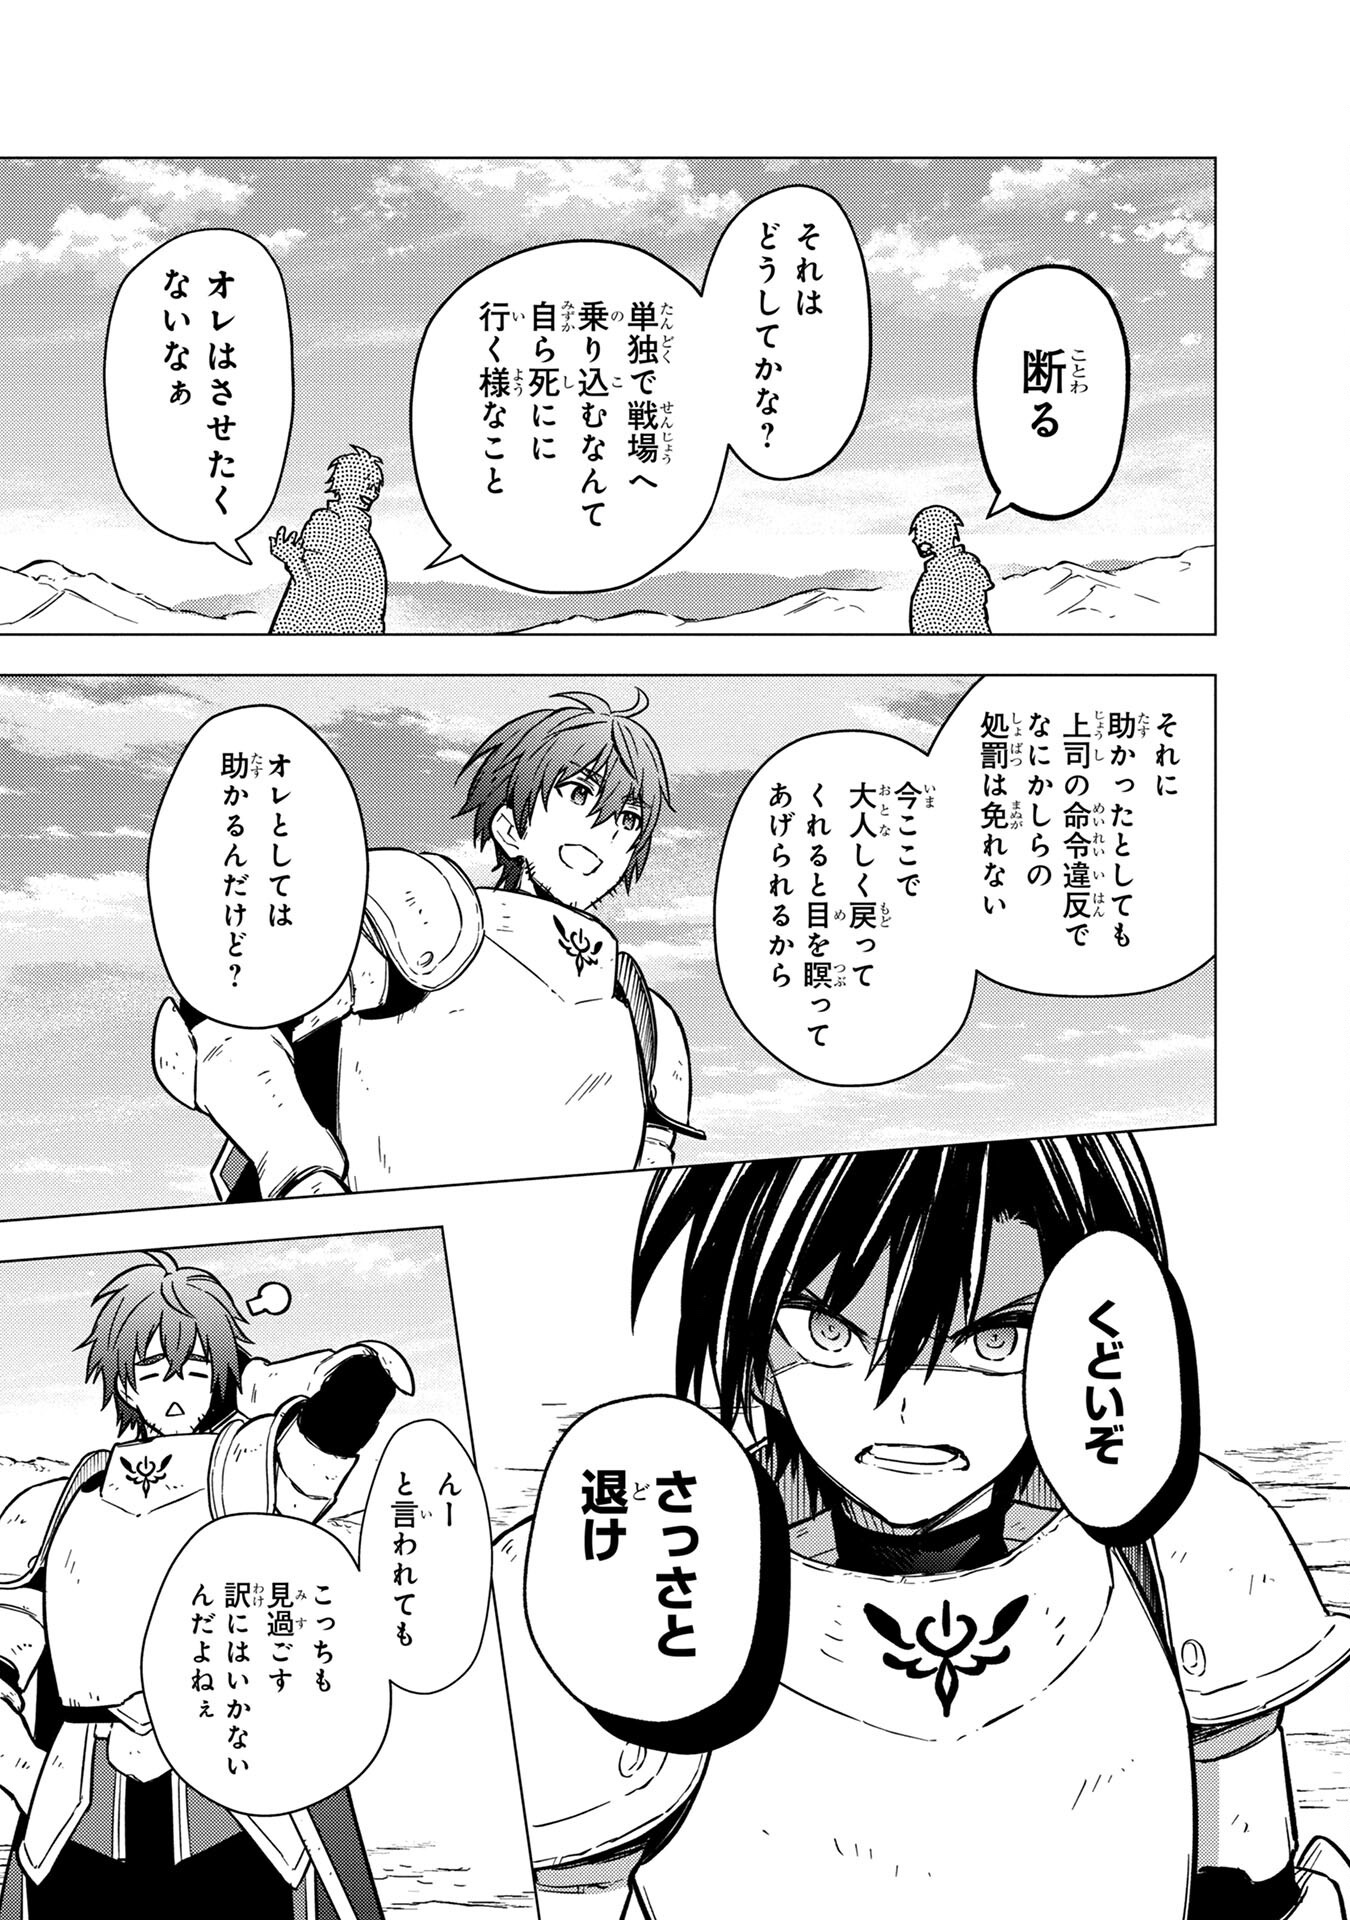 断る
それは
どうしてかな?
単独で戦場へ
乗り込むなんて
自ら死にに
行く様なこと
オレはさせたく
ないなぁ
それに
助かったとしても
上司の命令違反で
なにかしらの
処罰は免れない
今ここで
大人しく戻って
くれると目を瞑って
あげられるから
オレとしては
助かるんだけど?
くどいぞ
さっさと
退け
んー
と言われても
こっちも
見過ごす
訳にはいかない
んだよねぇ